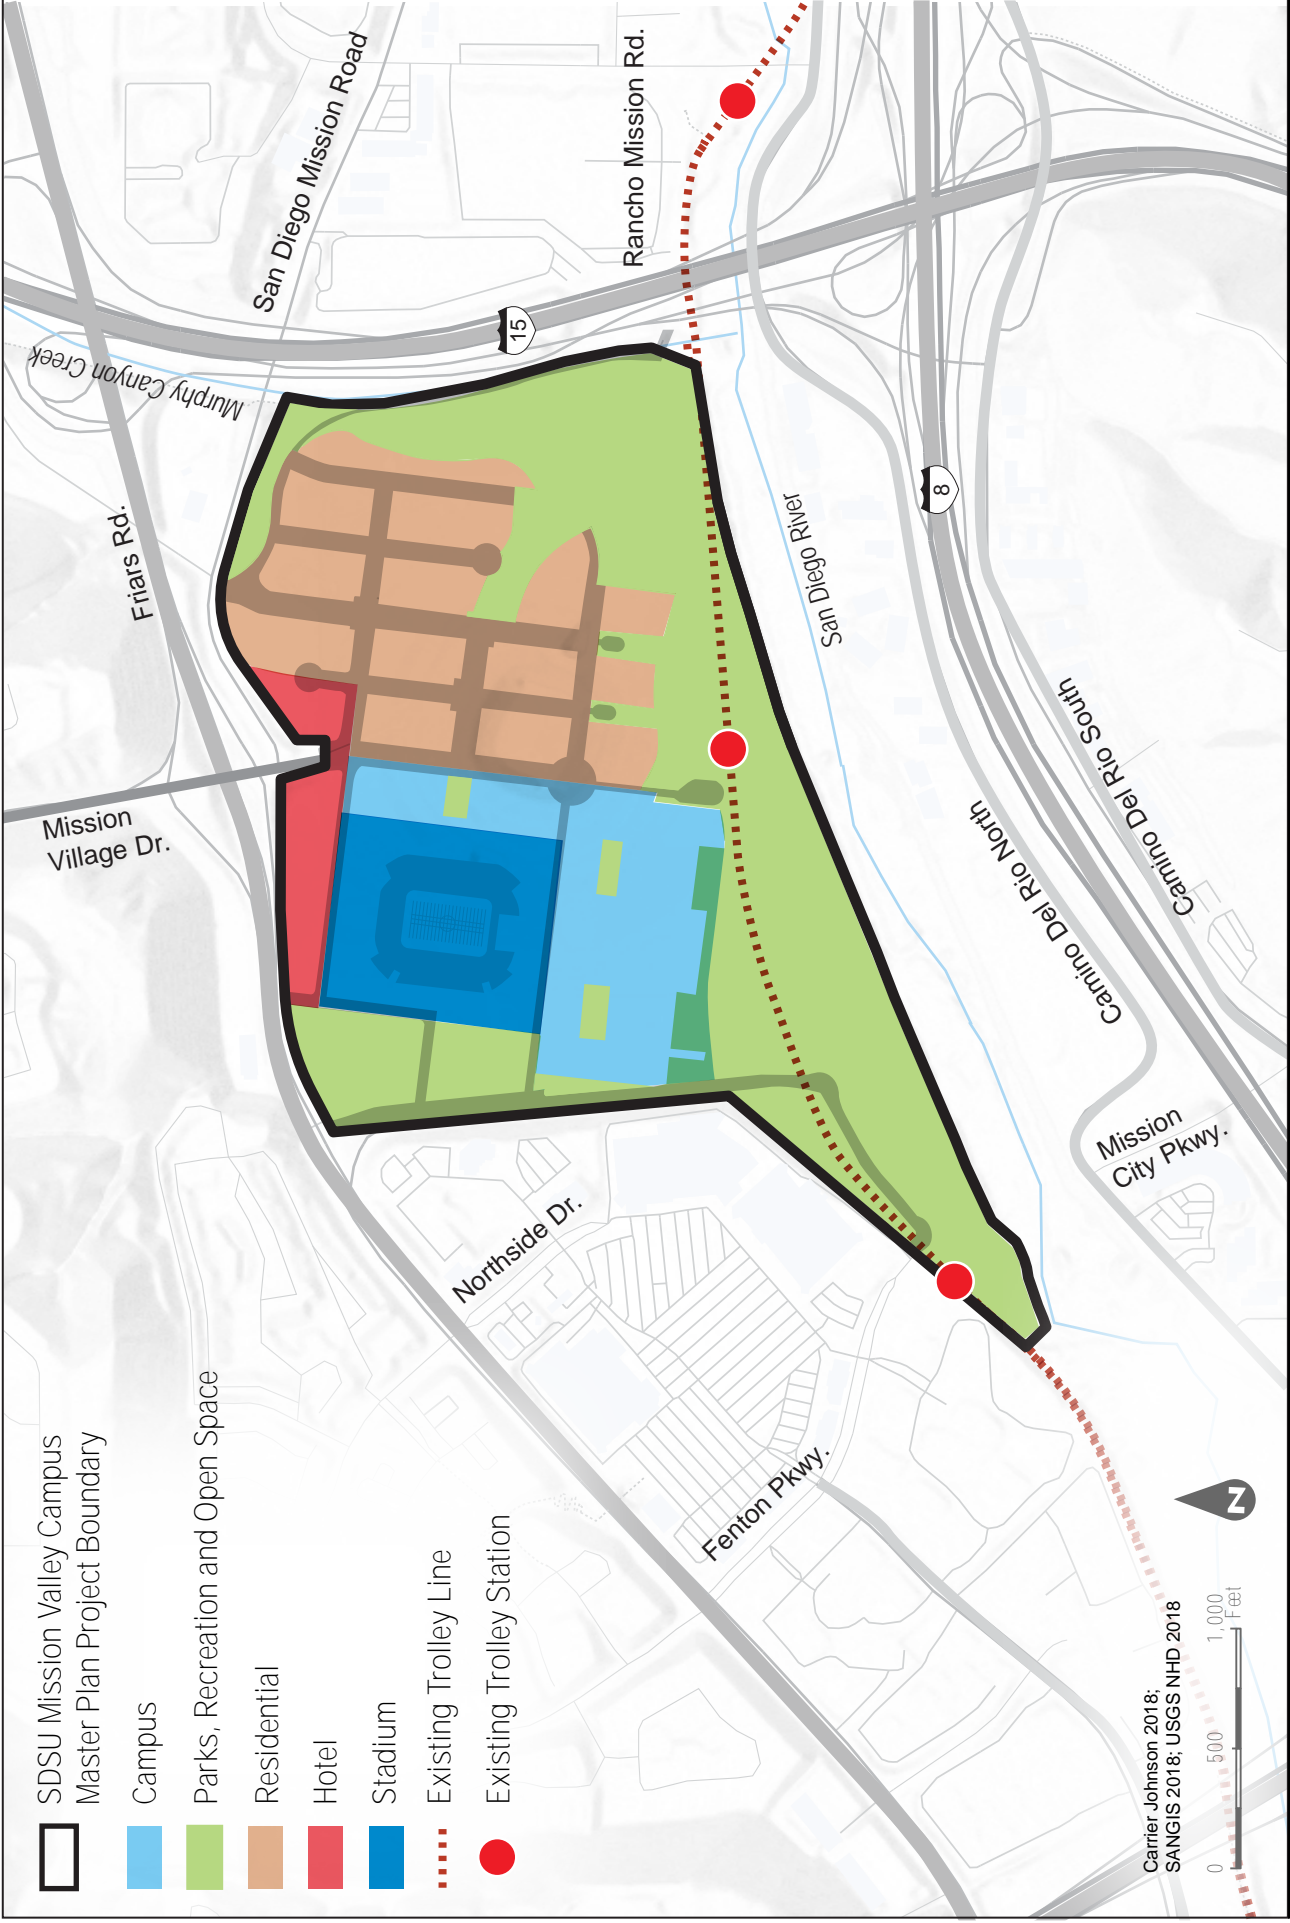 SDSU Mission Valley Campus
Master Plan Project Boundary
Campus
Parks, Recreation and Open Space
Residential
Hotel
Stadium
Existing Trolley Line
Existing Trolley Station
Friars Rd.
Mission
Village Dr.
San Diego Mission Road
Murphy Canyon Creek
15
Rancho Mission Rd.
San Diego River
8
Camino Del Rio North
Camino Del Rio South
Mission
City Pkwy.
Northside Dr.
Fenton Pkwy.
Carrier Johnson 2018;
SANGIS 2018; USGS NHD 2018
0 500 1,000
Feet
N